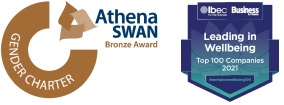 GENDER CHARTER
Athena
SWAN
Bronze Award
Ibec
Business
Leading in
Wellbeing
Top 100 Companies
2021